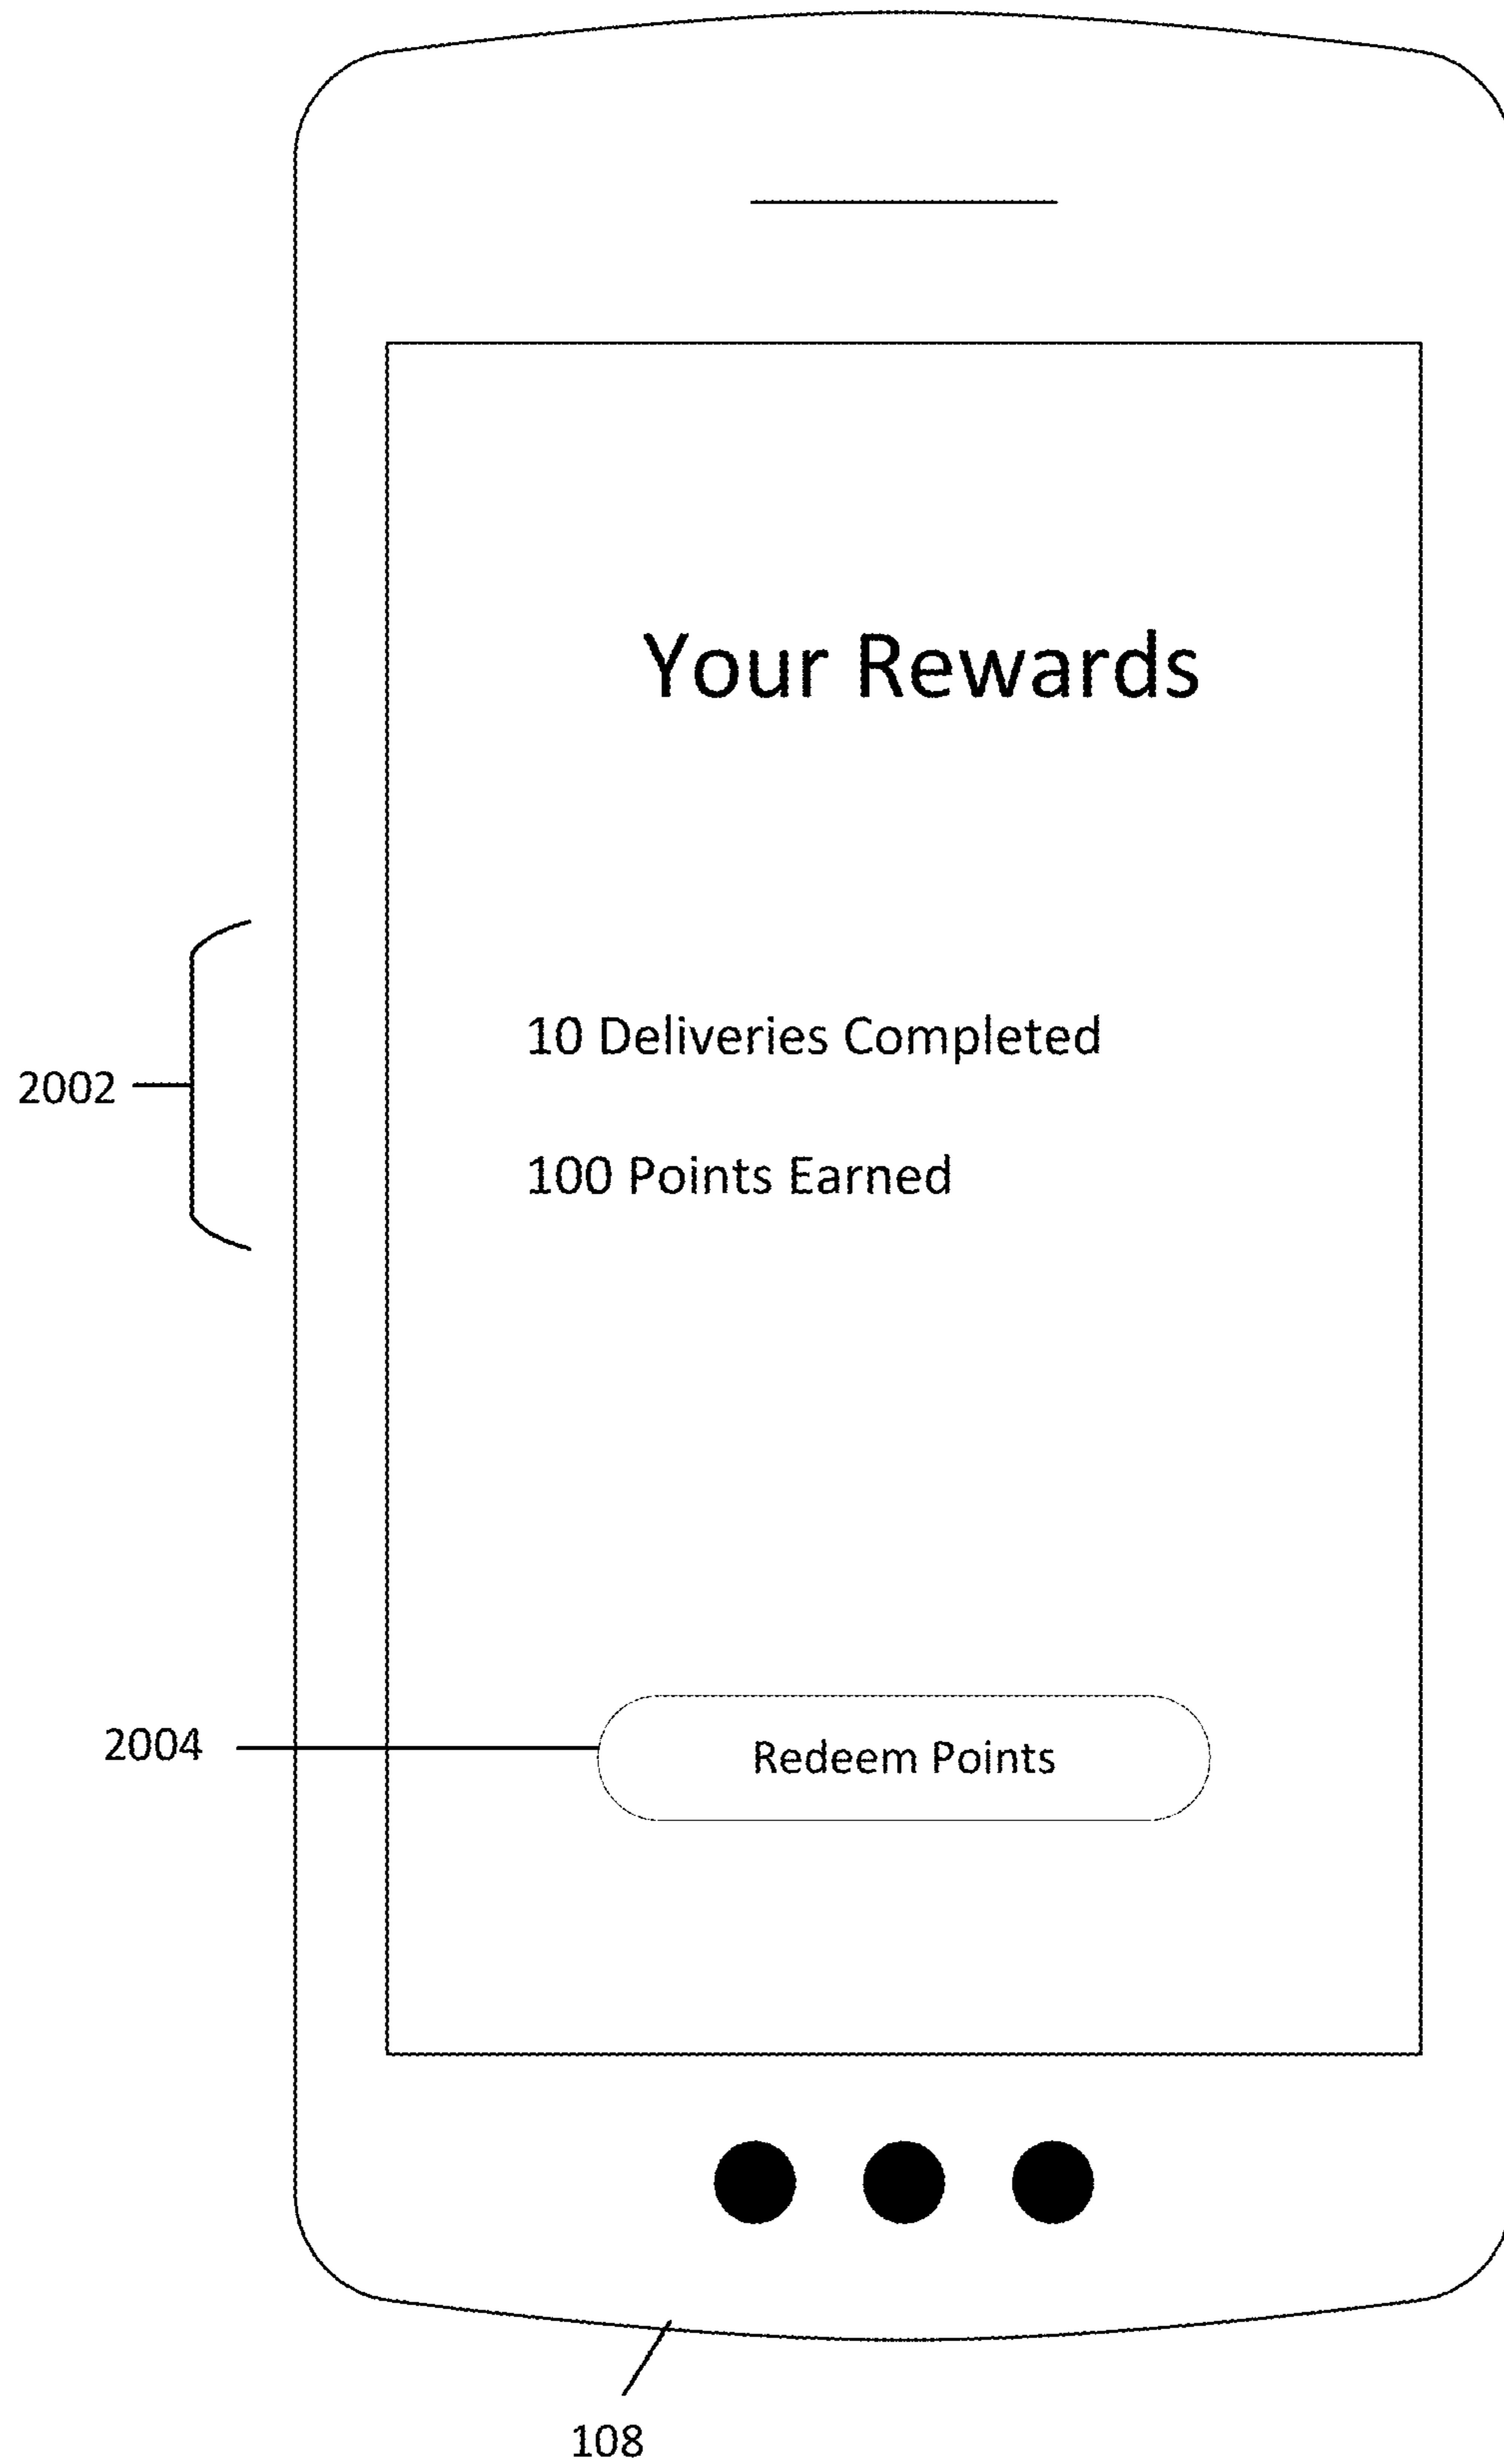 Your Rewards
10 Deliveries Completed
2002
100 Points Earned
2004
Redeem Points
108